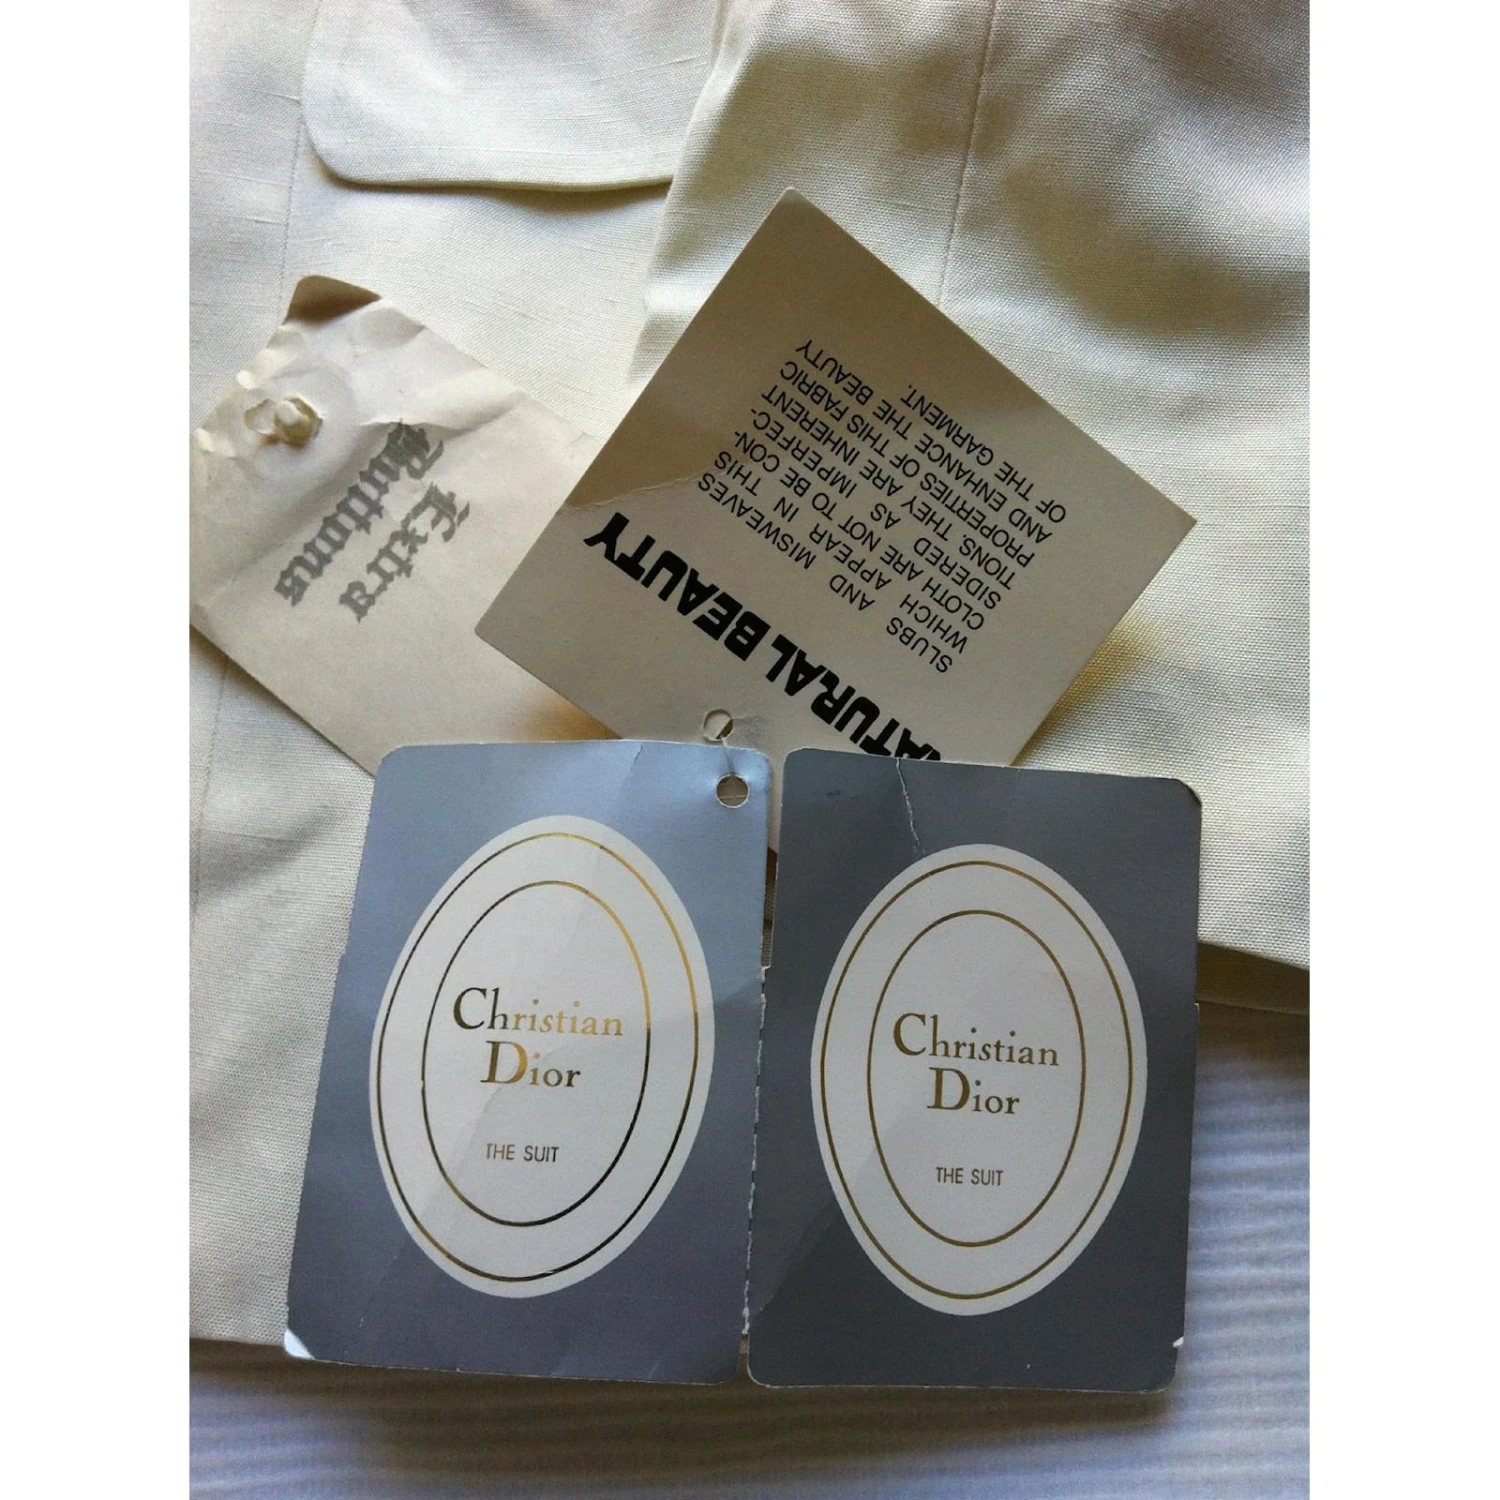 Extra
Buttons
NATURAL BEAUTY
SLUBS AND MISWEAVES
WHICH APPEAR IN THIS
CLOTH ARE NOT TO BE CON-
SIDERED AS IMPERFEC-
TIONS. THEY ARE INHERENT
PROPERTIES OF THIS FABRIC
AND ENHANCE THE BEAUTY
OF THE GARMENT.
Christian
Dior
THE SUIT
Christian
Dior
THE SUIT